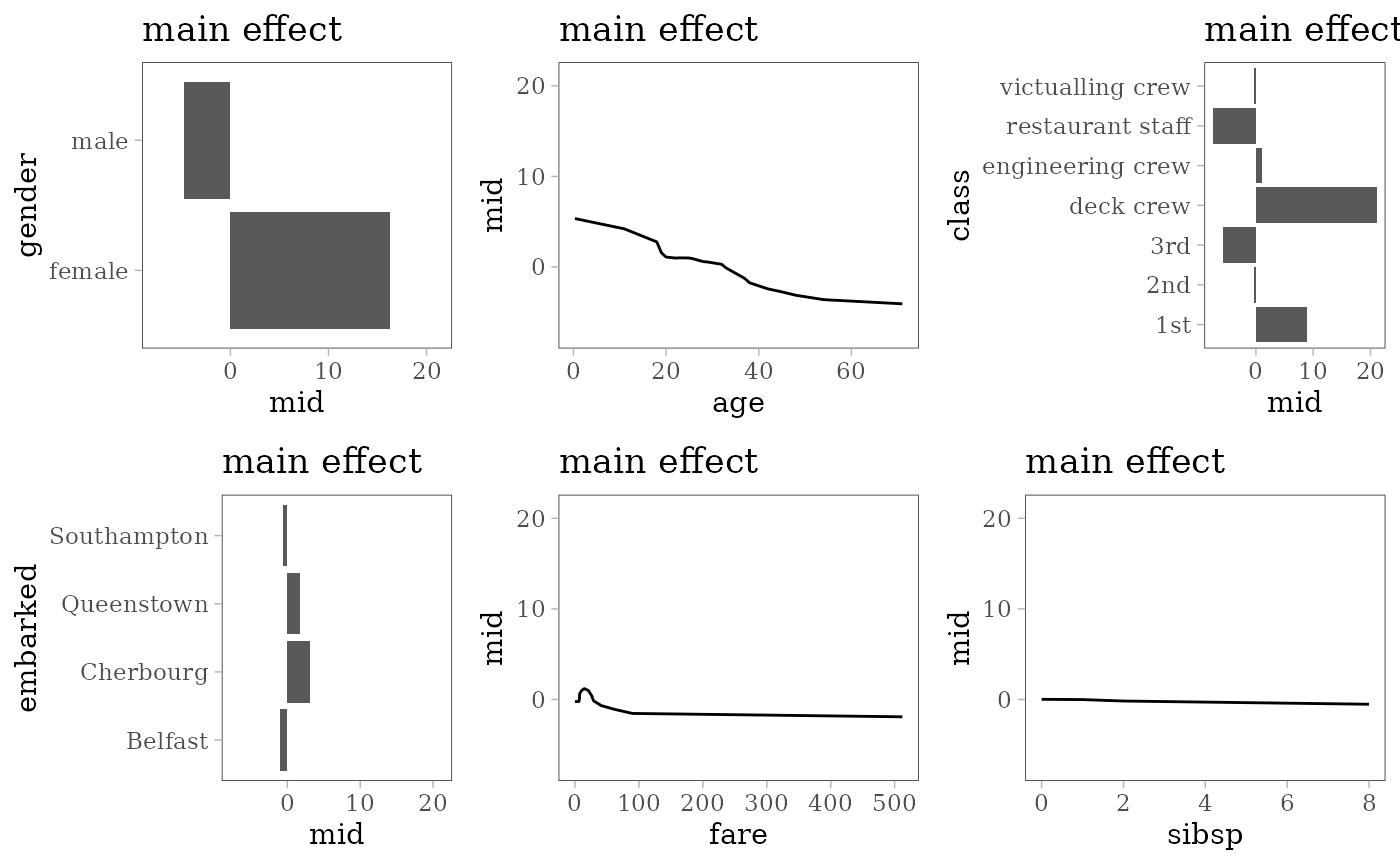 main effect
gender
male
female
0 10 20
mid
main effect
mid
20
10
0
0 20 40 60
age
main effect
class
victualling crew
restaurant staff
engineering crew
deck crew
3rd
2nd
1st
0 10 20
mid
main effect
embarked
Southampton
Queenstown
Cherbourg
Belfast
0 10 20
mid
main effect
mid
20
10
0
0 100 200 300 400 500
fare
main effect
mid
20
10
0
0 2 4 6 8
sibsp